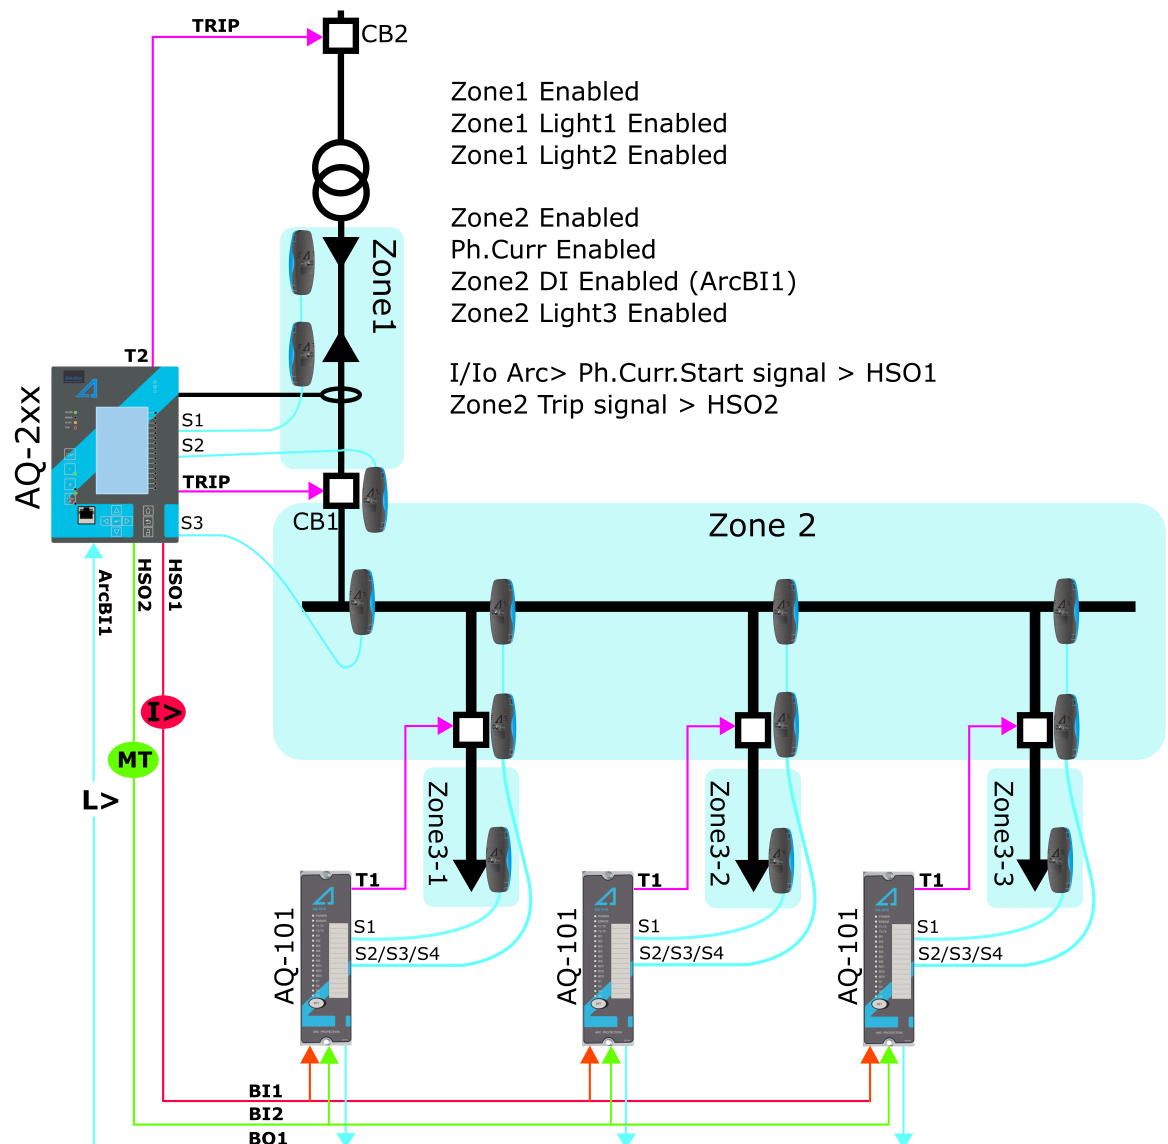 TRIP
CB2
Zone1 Enabled
Zone1 Light1 Enabled
Zone1 Light2 Enabled
Zone2 Enabled
Ph.Curr Enabled
Zone2 DI Enabled (ArcBI1)
Zone2 Light3 Enabled
I/Io Arc> Ph.Curr.Start signal > HSO1
Zone2 Trip signal > HSO2
Zone1
T2
AQ-2xx
S1
S2
TRIP
CB1
S3
Zone 2
ArcBI1
HSO2
HSO1
I>
MT
L>
Zone3-1
Zone3-2
Zone3-3
T1
T1
T1
AQ-101
S1
S2/S3/S4
AQ-101
S1
S2/S3/S4
AQ-101
S1
S2/S3/S4
BI1
BI2
BO1